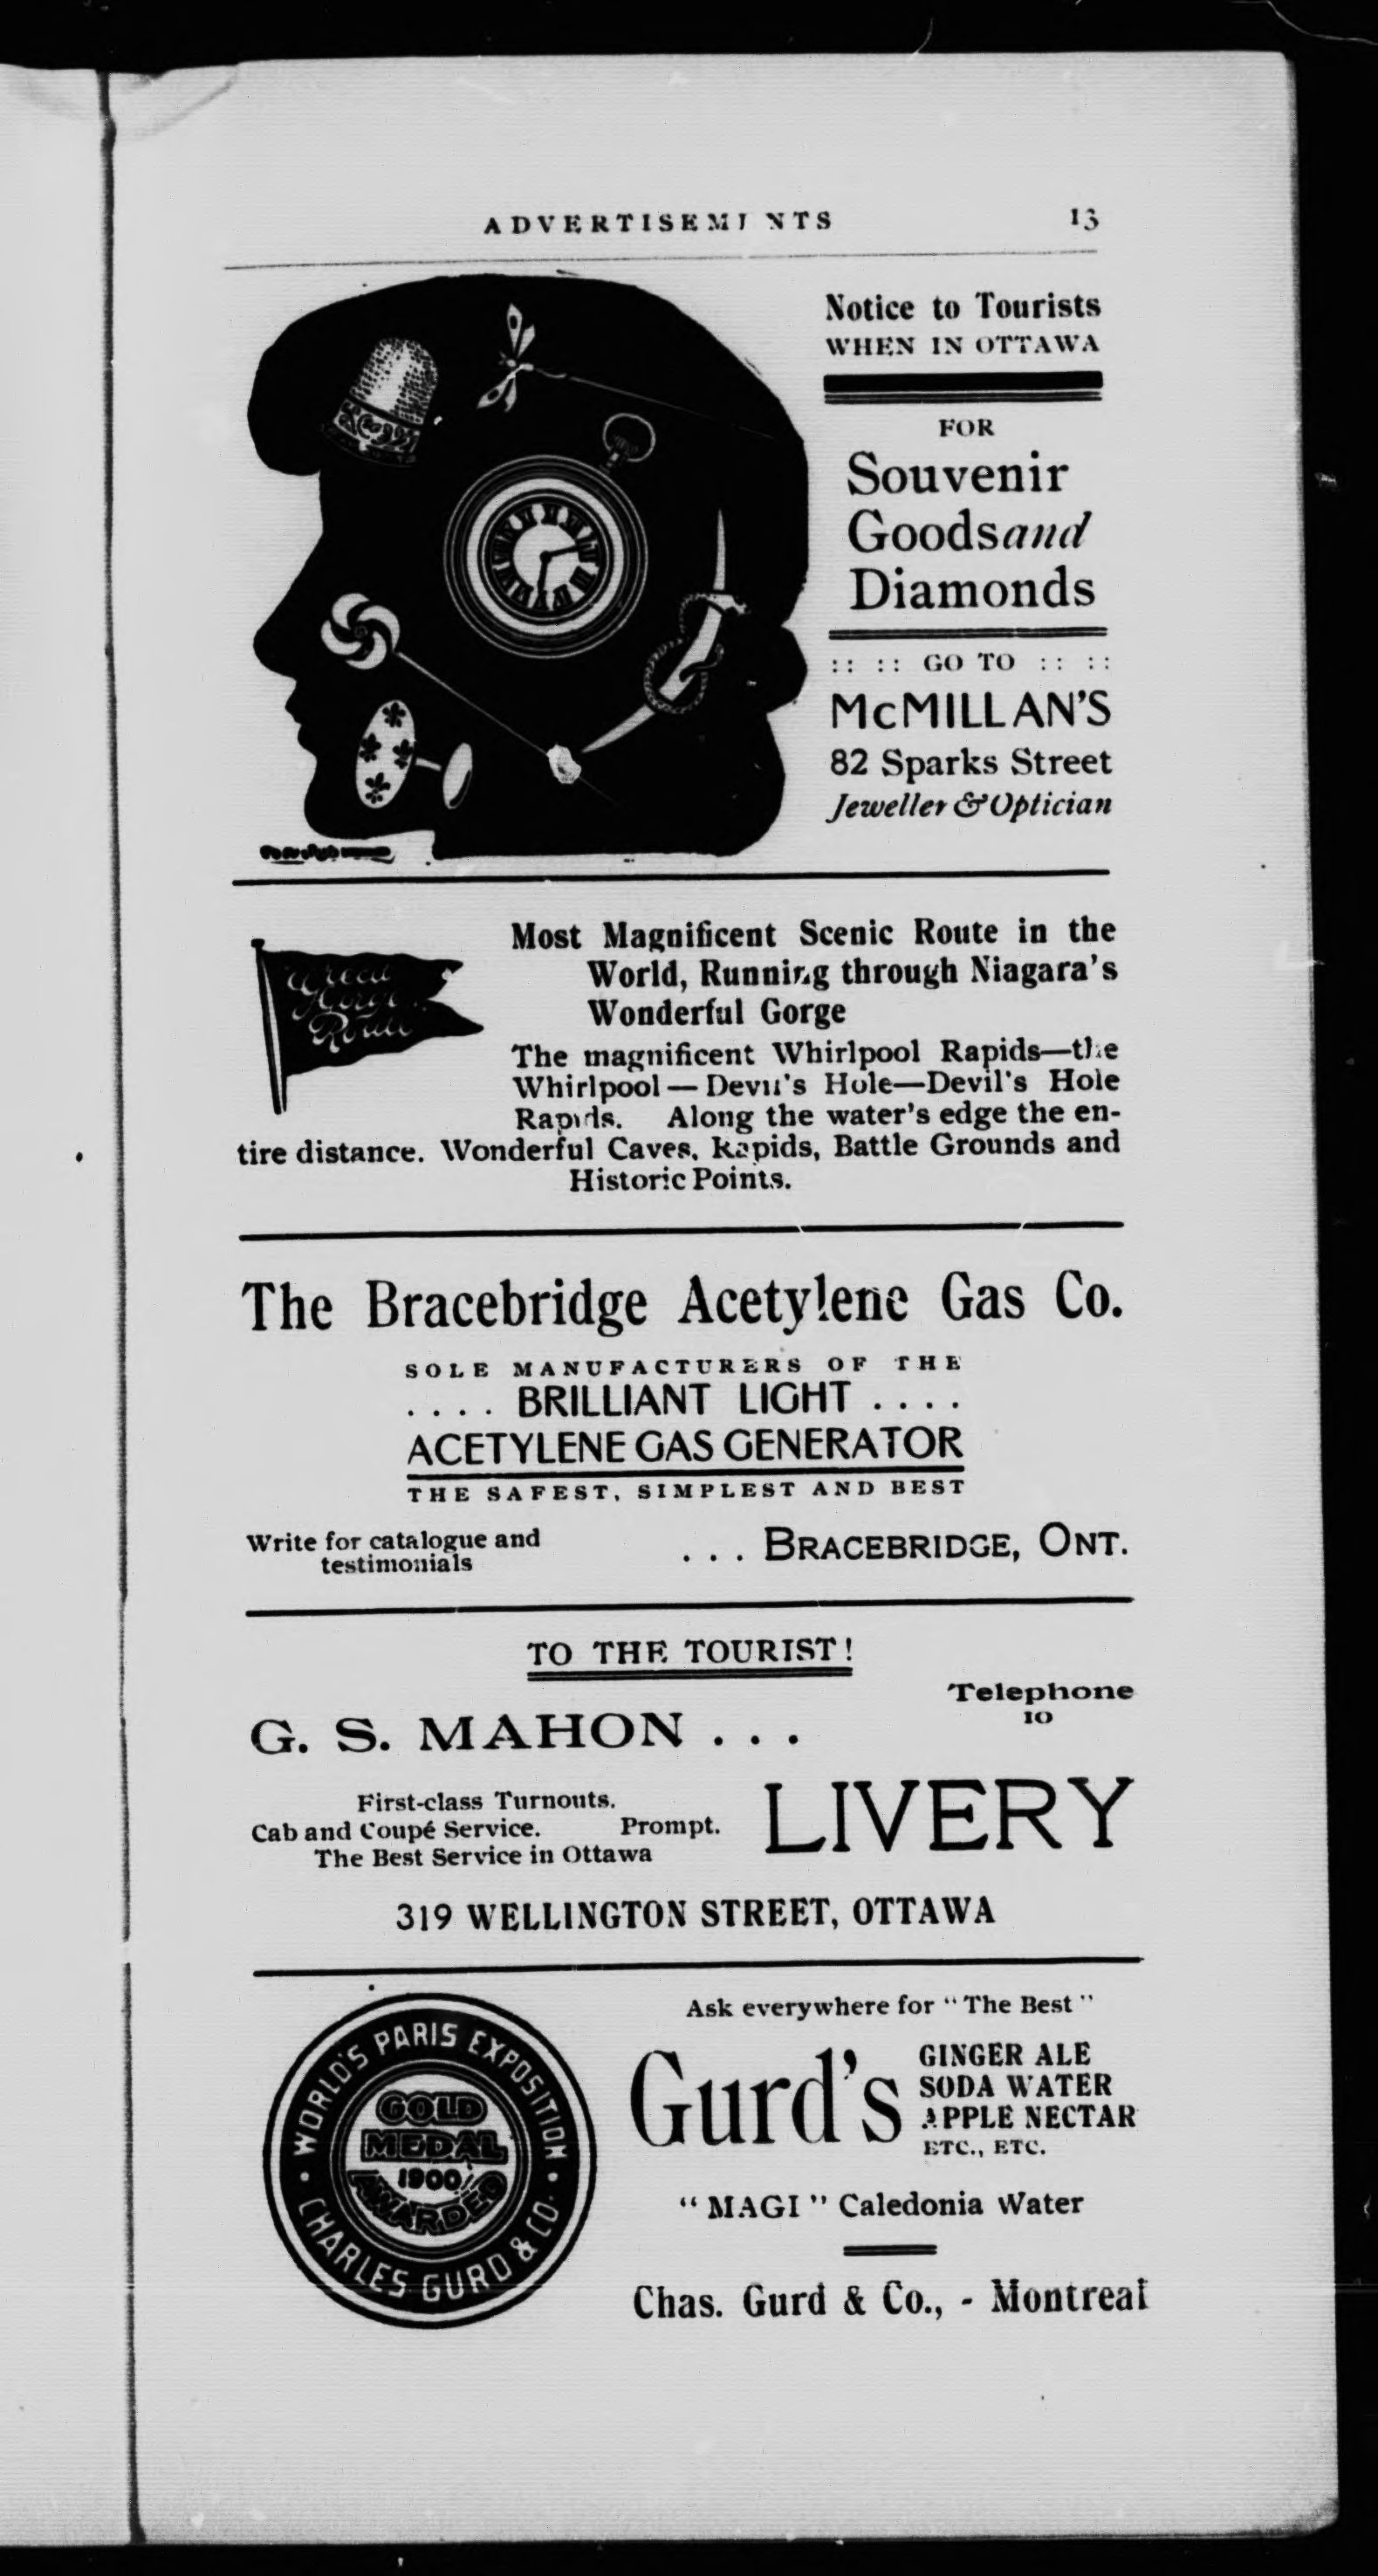 ADVERTISEMENTS 13
Notice to Tourists
WHEN IN OTTAWA
FOR
Souvenir
Goods and
Diamonds
:: :: GO TO :: ::
McMILLAN'S
82 Sparks Street
Jeweller & Optician
Great
Gorge
Route
Most Magnificent Scenic Route in the
World, Running through Niagara's
Wonderful Gorge
The magnificent Whirlpool Rapids—the
Whirlpool — Devil's Hole—Devil's Hole
Rapids. Along the water's edge the en-
tire distance. Wonderful Caves, Rapids, Battle Grounds and
Historic Points.
The Bracebridge Acetylene Gas Co.
SOLE MANUFACTURERS OF THE
.... BRILLIANT LIGHT ....
ACETYLENE GAS GENERATOR
THE SAFEST, SIMPLEST AND BEST
Write for catalogue and
testimonials
... BRACEBRIDGE, ONT.
TO THE TOURIST!
Telephone
10
G. S. MAHON ...
First-class Turnouts.
Cab and Coupé Service. Prompt.
The Best Service in Ottawa
LIVERY
319 WELLINGTON STREET, OTTAWA
WORLD'S PARIS EXPOSITION
GOLD
MEDAL
1900
AWARDED
CHARLES GURD & CO.
Ask everywhere for "The Best"
Gurd's
GINGER ALE
SODA WATER
APPLE NECTAR
ETC., ETC.
"MAGI" Caledonia Water
Chas. Gurd & Co., - Montreal